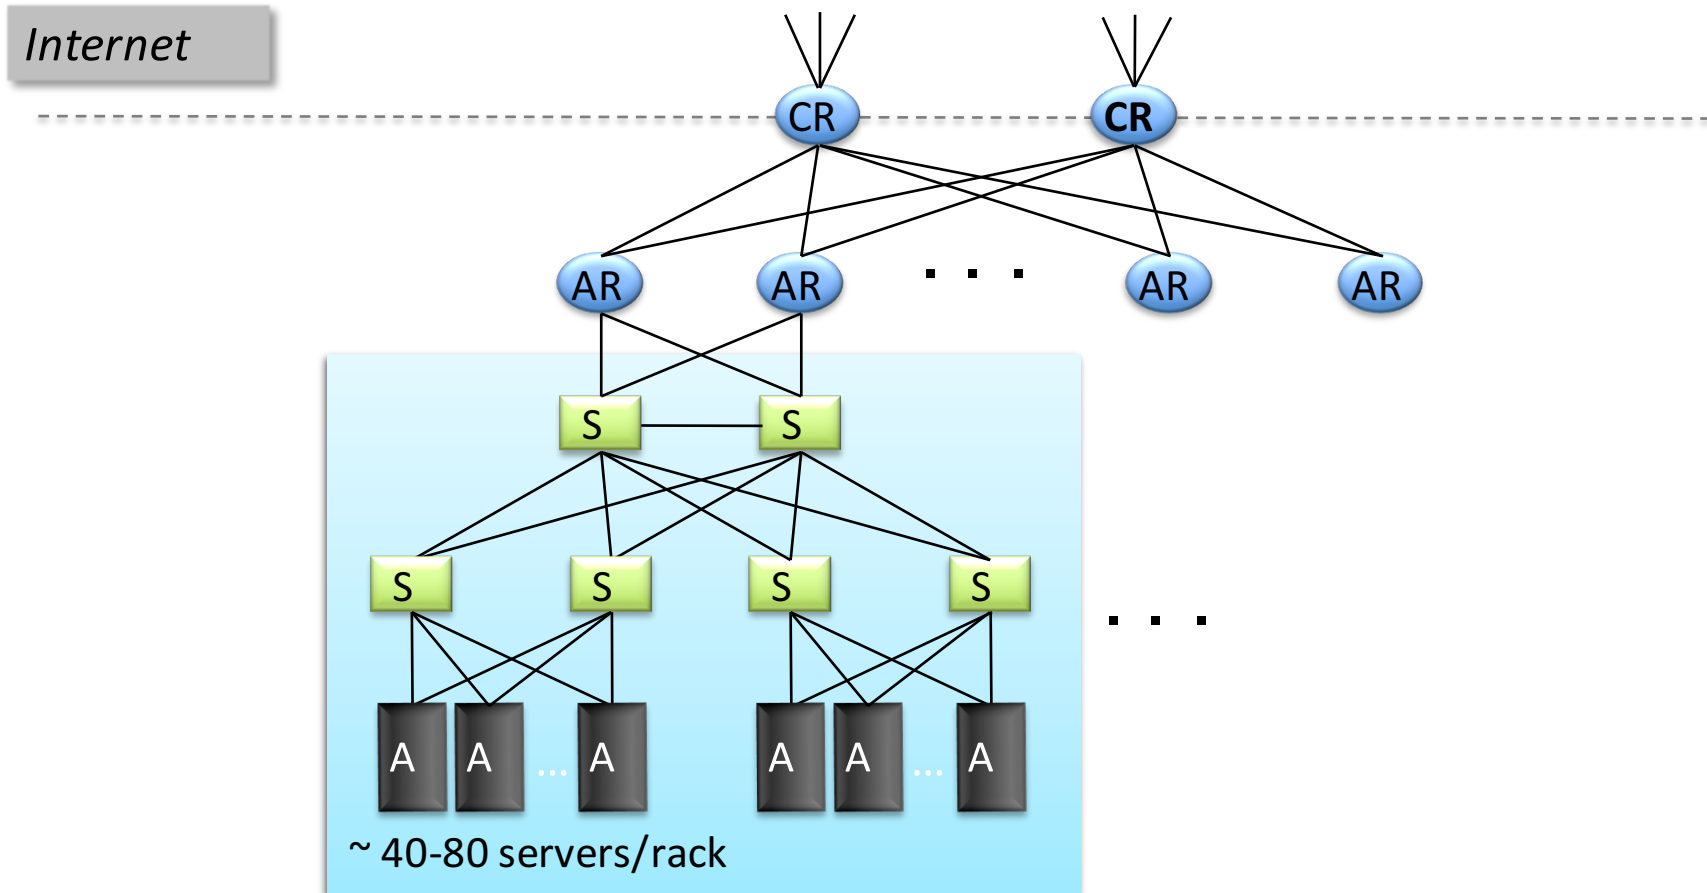 Internet
CR CR
AR AR . . . AR AR
S S
S S S S
. . .
A A ... A A A ... A
~ 40-80 servers/rack